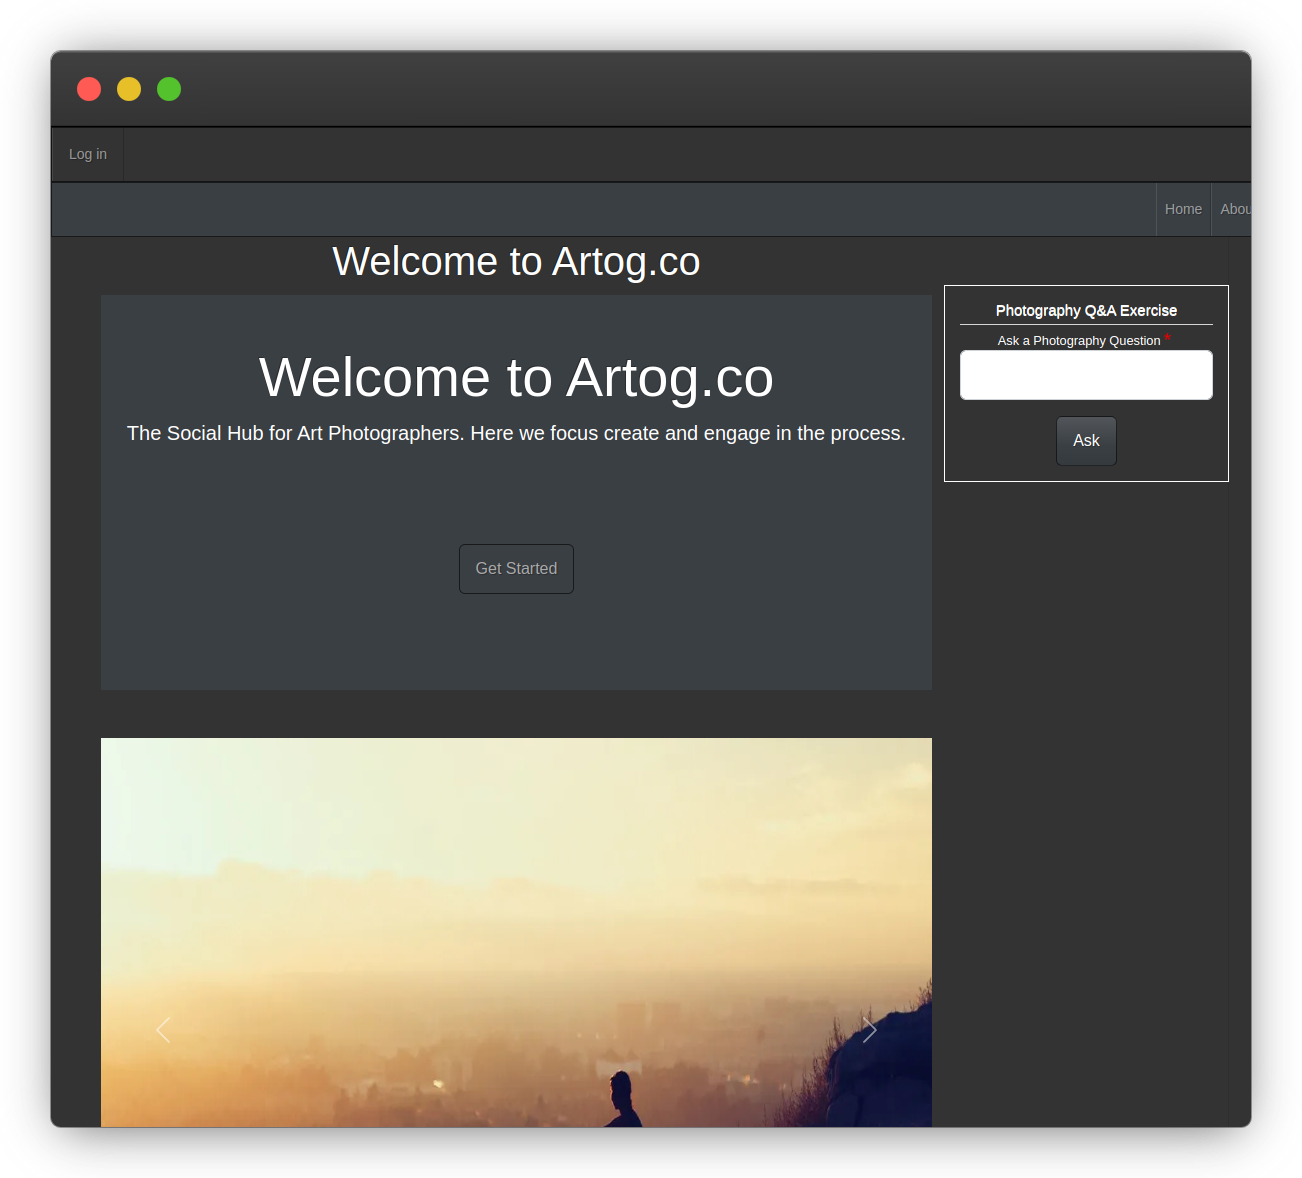 Log in
Home
Abou
Welcome to Artog.co
Welcome to Artog.co
The Social Hub for Art Photographers. Here we focus create and engage in the process.
Get Started
Photography Q&A Exercise
Ask a Photography Question *
Ask